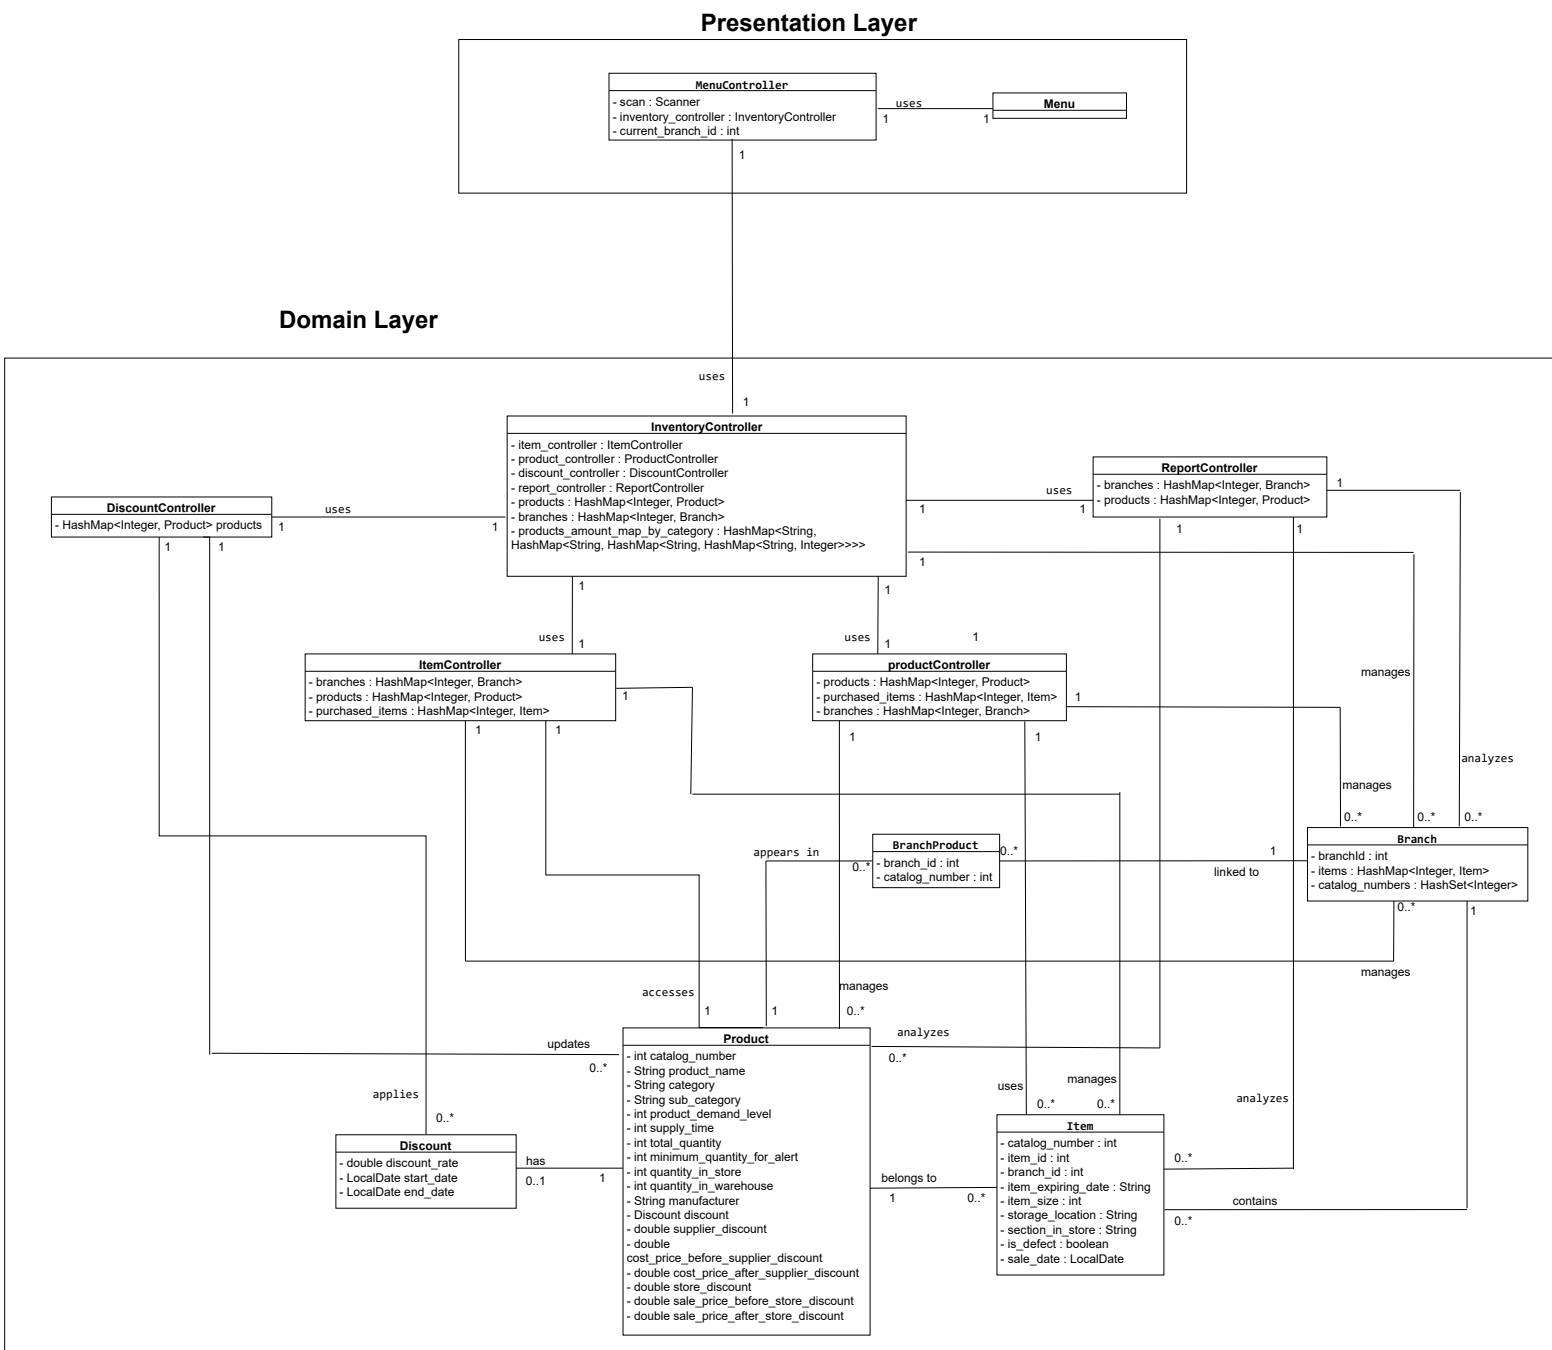 Presentation Layer
MenuController
- scan : Scanner
- inventory_controller : InventoryController
- current_branch_id : int
uses
1
1
Menu
1
Domain Layer
uses
1
InventoryController
- item_controller : ItemController
- product_controller : ProductController
- discount_controller : DiscountController
- report_controller : ReportController
- products : HashMap<Integer, Product>
- branches : HashMap<Integer, Branch>
- products_amount_map_by_category : HashMap<String,
HashMap<String, HashMap<String, HashMap<String, Integer>>>>
DiscountController
- HashMap<Integer, Product> products
uses
1
1
1
1
ReportController
- branches : HashMap<Integer, Branch>
- products : HashMap<Integer, Product>
uses
1
1
1
1
1
1
1
1
uses
1
uses
1
1
ItemController
- branches : HashMap<Integer, Branch>
- products : HashMap<Integer, Product>
- purchased_items : HashMap<Integer, Item>
1
1
1
productController
- products : HashMap<Integer, Product>
- purchased_items : HashMap<Integer, Item>
- branches : HashMap<Integer, Branch>
1
1
1
manages
analyzes
manages
0..*
0..*
0..*
BranchProduct
- branch_id : int
- catalog_number : int
appears in
0..*
0..*
1
linked to
Branch
- branchId : int
- items : HashMap<Integer, Item>
- catalog_numbers : HashSet<Integer>
0..*
1
manages
accesses
1
1
manages
0..*
analyzes
0..*
updates
0..*
Product
- int catalog_number
- String product_name
- String category
- String sub_category
- int product_demand_level
- int supply_time
- int total_quantity
- int minimum_quantity_for_alert
- int quantity_in_store
- int quantity_in_warehouse
- String manufacturer
- Discount discount
- double supplier_discount
- double
cost_price_before_supplier_discount
- double cost_price_after_supplier_discount
- double store_discount
- double sale_price_before_store_discount
- double sale_price_after_store_discount
applies
0..*
Discount
- double discount_rate
- LocalDate start_date
- LocalDate end_date
has
0..1
1
belongs to
1
0..*
uses
0..*
manages
0..*
analyzes
0..*
Item
- catalog_number : int
- item_id : int
- branch_id : int
- item_expiring_date : String
- item_size : int
- storage_location : String
- section_in_store : String
- is_defect : boolean
- sale_date : LocalDate
contains
0..*